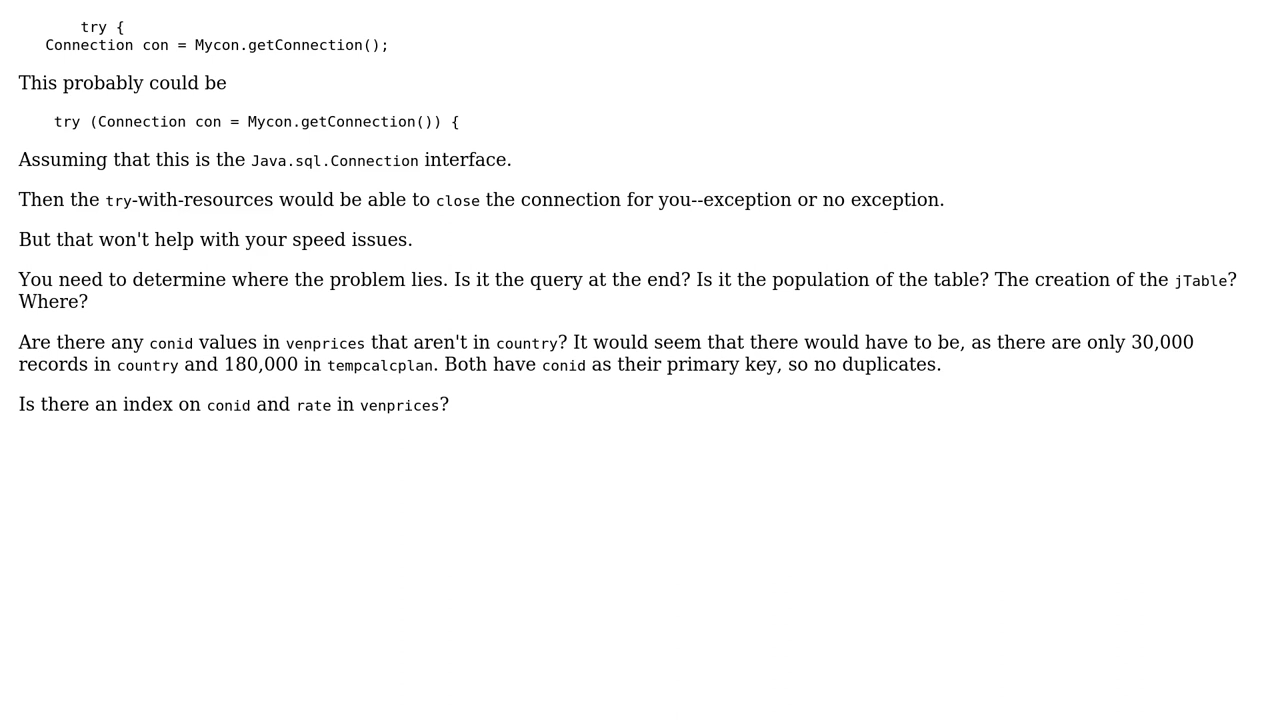 try {
Connection con = Mycon.getConnection();
This probably could be
try (Connection con = Mycon.getConnection()) {
Assuming that this is the Java.sql.Connection interface.
Then the try-with-resources would be able to close the connection for you--exception or no exception.
But that won't help with your speed issues.
You need to determine where the problem lies. Is it the query at the end? Is it the population of the table? The creation of the jTable?
Where?
Are there any conid values in venprices that aren't in country? It would seem that there would have to be, as there are only 30,000
records in country and 180,000 in tempcalcplan. Both have conid as their primary key, so no duplicates.
Is there an index on conid and rate in venprices?